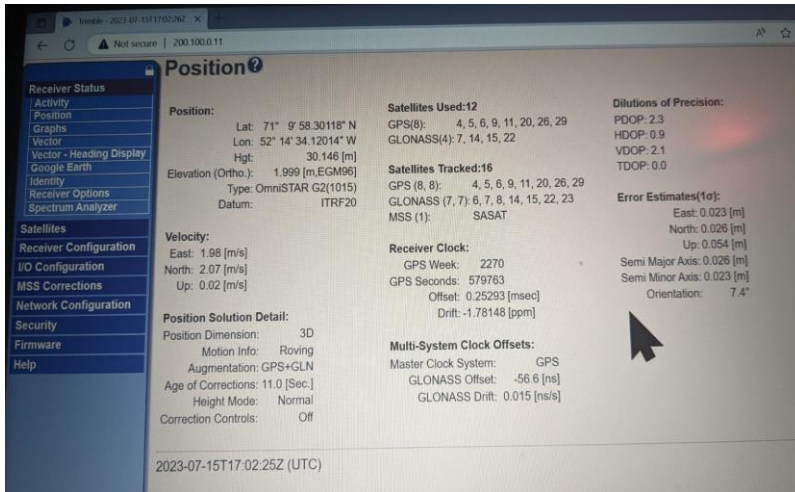 Trimble - 2023-07-15T17:02:26Z
Not secure | 200.100.0.11
Receiver Status
Activity
Position
Graphs
Vector
Vector - Heading Display
Google Earth
Identity
Receiver Options
Spectrum Analyzer
Satellites
Receiver Configuration
I/O Configuration
MSS Corrections
Network Configuration
Security
Firmware
Help
Position
Position:
Lat: 71° 9' 58.30118" N
Lon: 52° 14' 34.12014" W
Hgt: 30.146 [m]
Elevation (Ortho.): 1.999 [m,EGM96]
Type: OmniSTAR G2(1015)
Datum: ITRF20
Velocity:
East: 1.98 [m/s]
North: 2.07 [m/s]
Up: 0.02 [m/s]
Position Solution Detail:
Position Dimension: 3D
Motion Info: Roving
Augmentation: GPS+GLN
Age of Corrections: 11.0 [Sec.]
Height Mode: Normal
Correction Controls: Off
Satellites Used:12
GPS(8): 4, 5, 6, 9, 11, 20, 26, 29
GLONASS(4): 7, 14, 15, 22
Satellites Tracked:16
GPS (8, 8): 4, 5, 6, 9, 11, 20, 26, 29
GLONASS (7, 7): 6, 7, 8, 14, 15, 22, 23
MSS (1): SASAT
Receiver Clock:
GPS Week: 2270
GPS Seconds: 579763
Offset: 0.25293 [msec]
Drift: -1.78148 [ppm]
Multi-System Clock Offsets:
Master Clock System: GPS
GLONASS Offset: -56.6 [ns]
GLONASS Drift: 0.015 [ns/s]
Dilutions of Precision:
PDOP: 2.3
HDOP: 0.9
VDOP: 2.1
TDOP: 0.0
Error Estimates(1σ):
East: 0.023 [m]
North: 0.026 [m]
Up: 0.054 [m]
Semi Major Axis: 0.026 [m]
Semi Minor Axis: 0.023 [m]
Orientation: 7.4°
2023-07-15T17:02:25Z (UTC)